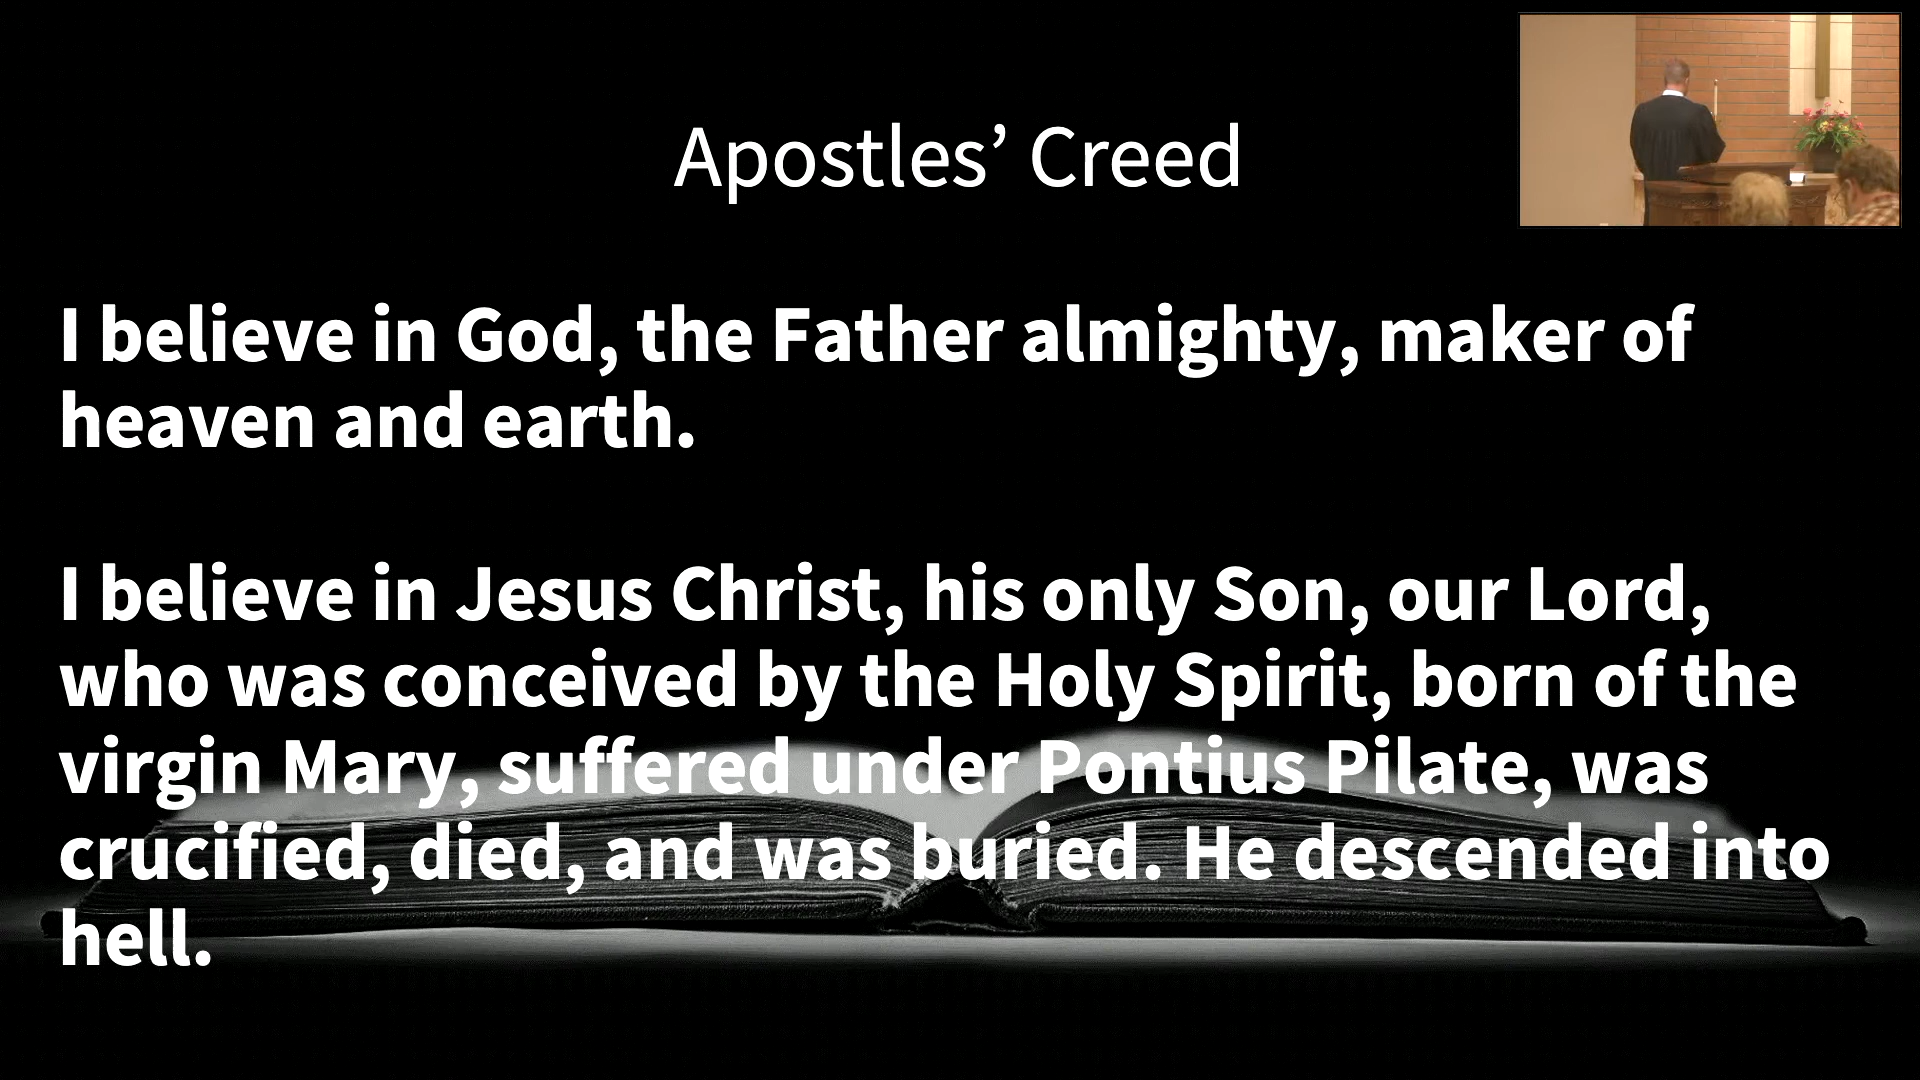 Apostles’ Creed
I believe in God, the Father almighty, maker of
heaven and earth.
I believe in Jesus Christ, his only Son, our Lord,
who was conceived by the Holy Spirit, born of the
virgin Mary, suffered under Pontius Pilate, was
crucified, died, and was buried. He descended into
hell.